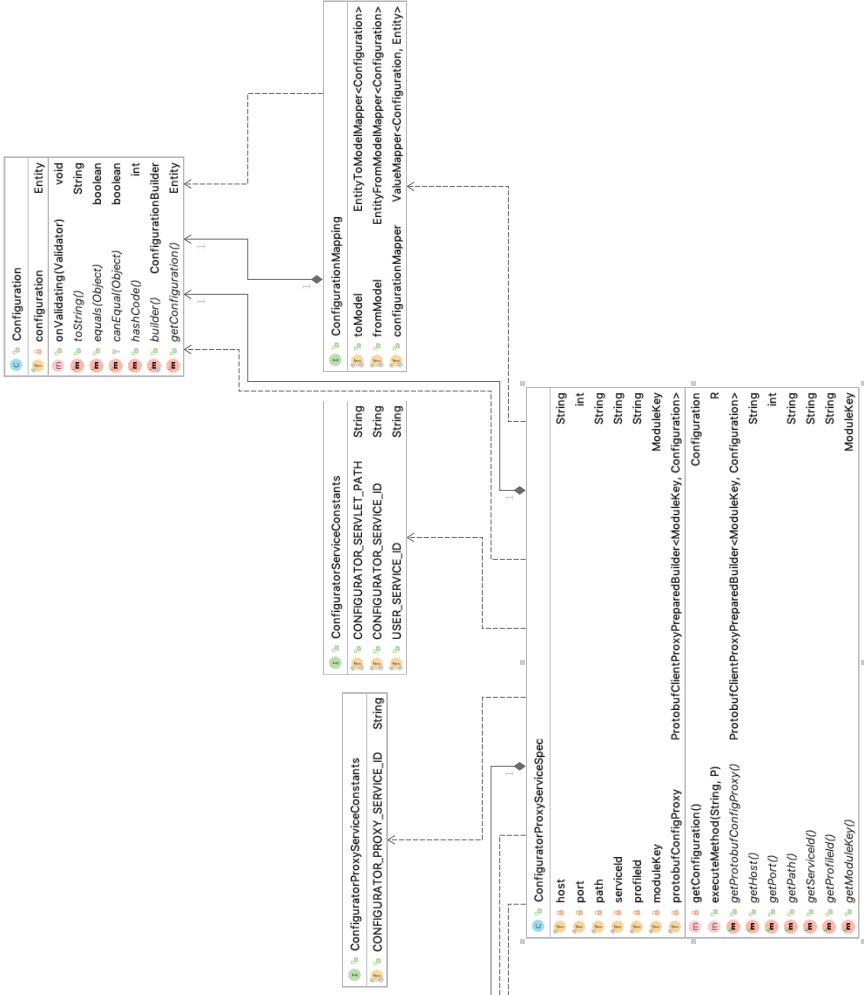 Configuration
configuration Entity
onValidating(Validator) void
toString() String
equals(Object) boolean
canEqual(Object) boolean
hashCode() int
builder() ConfigurationBuilder
getConfiguration() Entity
1
1
ConfigurationMapping
toModel EntityToModelMapper<Configuration>
fromModel EntityFromModelMapper<Configuration>
configurationMapper ValueMapper<Configuration, Entity>
1
ConfiguratorServiceConstants
CONFIGURATOR_SERVLET_PATH String
CONFIGURATOR_SERVICE_ID String
USER_SERVICE_ID String
ConfiguratorProxyServiceConstants
CONFIGURATOR_PROXY_SERVICE_ID String
1
1
ConfiguratorProxyServiceSpec
host String
port int
path String
serviceId String
profileId String
moduleKey ModuleKey
protobufConfigProxy ProtobufClientProxyPreparedBuilder<ModuleKey, Configuration>
getConfiguration() Configuration
executeMethod(String, P) R
getProtobufConfigProxy() ProtobufClientProxyPreparedBuilder<ModuleKey, Configuration>
getHost() String
getPort() int
getPath() String
getServiceId() String
getProfileId() String
getModuleKey() ModuleKey